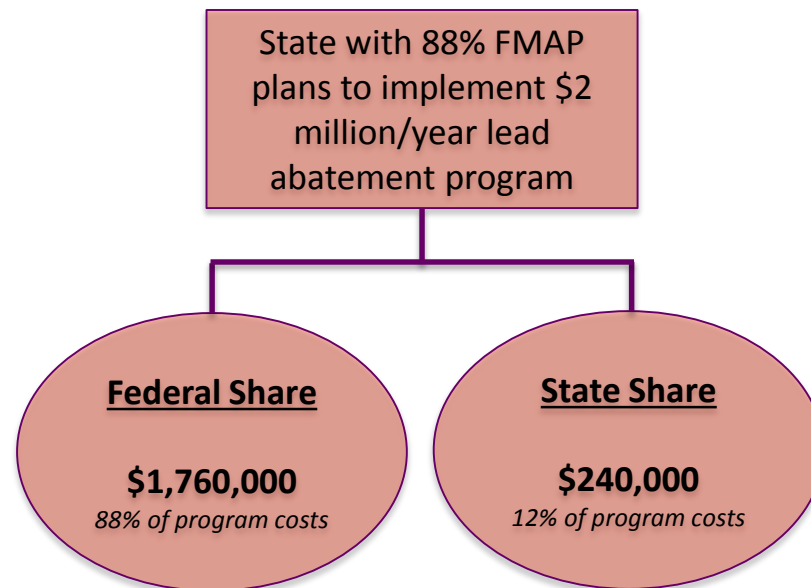 State with 88% FMAP
plans to implement $2
million/year lead
abatement program
Federal Share
$1,760,000
88% of program costs
State Share
$240,000
12% of program costs